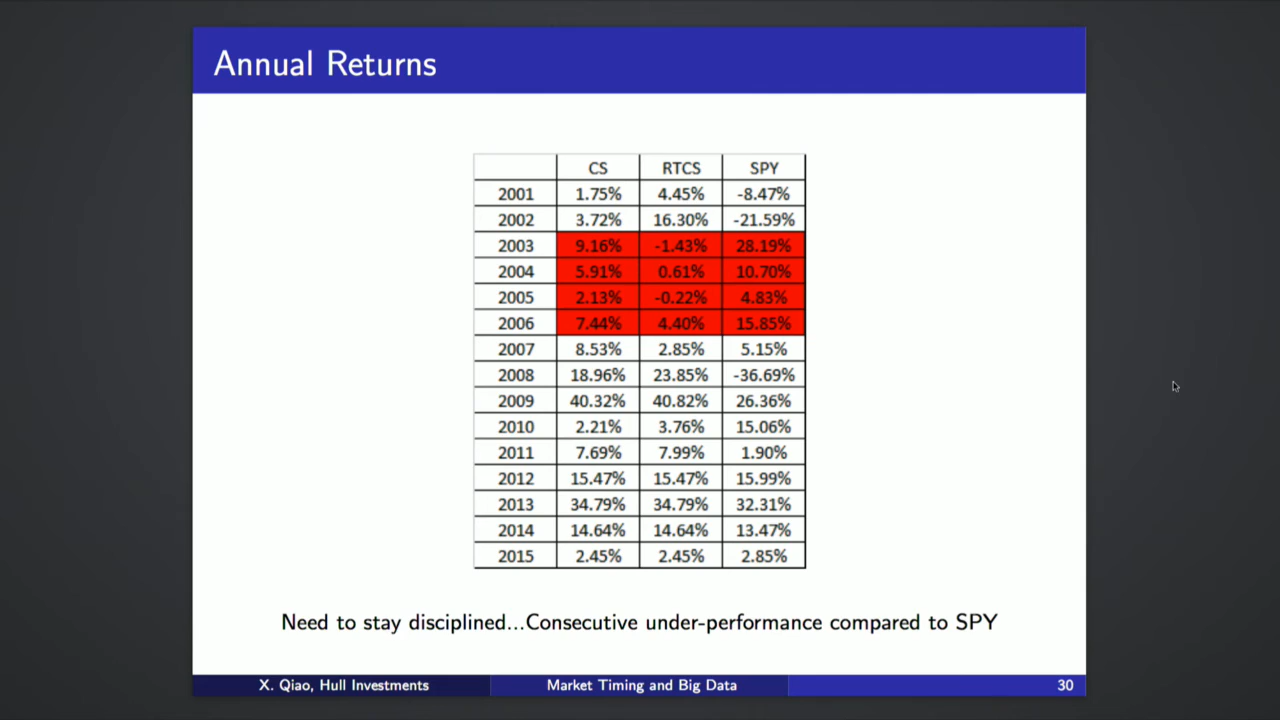 Annual Returns
CS RTCS SPY
2001 1.75% 4.45% -8.47%
2002 3.72% 16.30% -21.59%
2003 9.16% -1.43% 28.19%
2004 5.91% 0.61% 10.70%
2005 2.13% -0.22% 4.83%
2006 7.44% 4.40% 15.85%
2007 8.53% 2.85% 5.15%
2008 18.96% 23.85% -36.69%
2009 40.32% 40.82% 26.36%
2010 2.21% 3.76% 15.06%
2011 7.69% 7.99% 1.90%
2012 15.47% 15.47% 15.99%
2013 34.79% 34.79% 32.31%
2014 14.64% 14.64% 13.47%
2015 2.45% 2.45% 2.85%
Need to stay disciplined...Consecutive under-performance compared to SPY
X. Qiao, Hull Investments Market Timing and Big Data 30